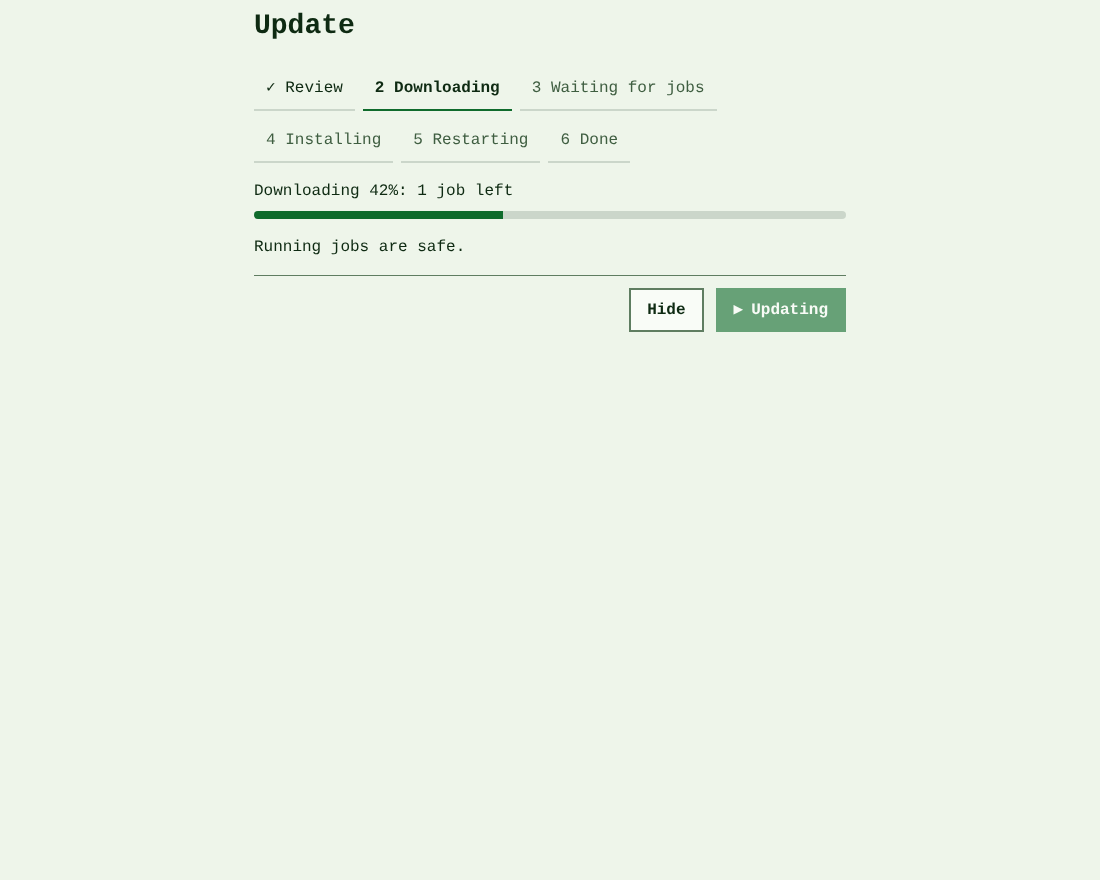 Update
✓ Review 2 Downloading 3 Waiting for jobs
4 Installing 5 Restarting 6 Done
Downloading 42%: 1 job left
Running jobs are safe.
Hide ▶ Updating